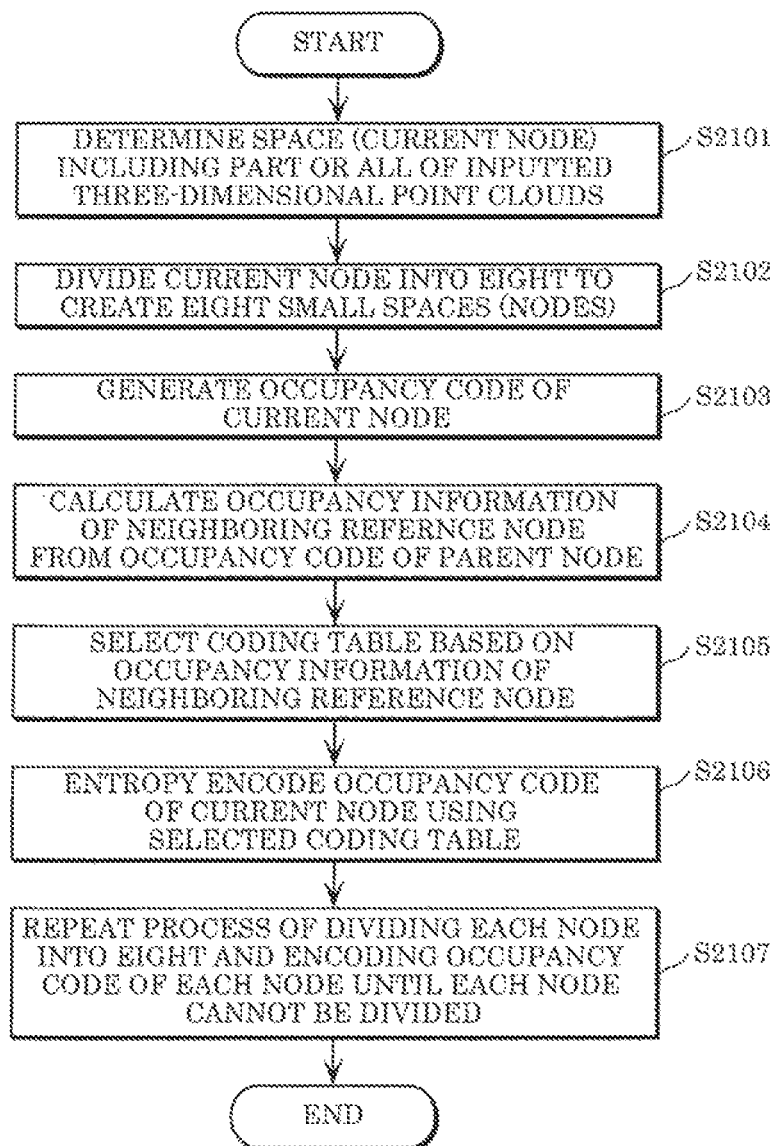 START
DETERMINE SPACE (CURRENT NODE)
INCLUDING PART OR ALL OF INPUTTED
THREE-DIMENSIONAL POINT CLOUDS
S2101
DIVIDE CURRENT NODE INTO EIGHT TO
CREATE EIGHT SMALL SPACES (NODES)
S2102
GENERATE OCCUPANCY CODE OF
CURRENT NODE
S2103
CALCULATE OCCUPANCY INFORMATION
OF NEIGHBORING REFERNCE NODE
FROM OCCUPANCY CODE OF PARENT NODE
S2104
SELECT CODING TABLE BASED ON
OCCUPANCY INFORMATION OF
NEIGHBORING REFERENCE NODE
S2105
ENTROPY ENCODE OCCUPANCY CODE
OF CURRENT NODE USING
SELECTED CODING TABLE
S2106
REPEAT PROCESS OF DIVIDING EACH NODE
INTO EIGHT AND ENCODING OCCUPANCY
CODE OF EACH NODE UNTIL EACH NODE
CANNOT BE DIVIDED
S2107
END